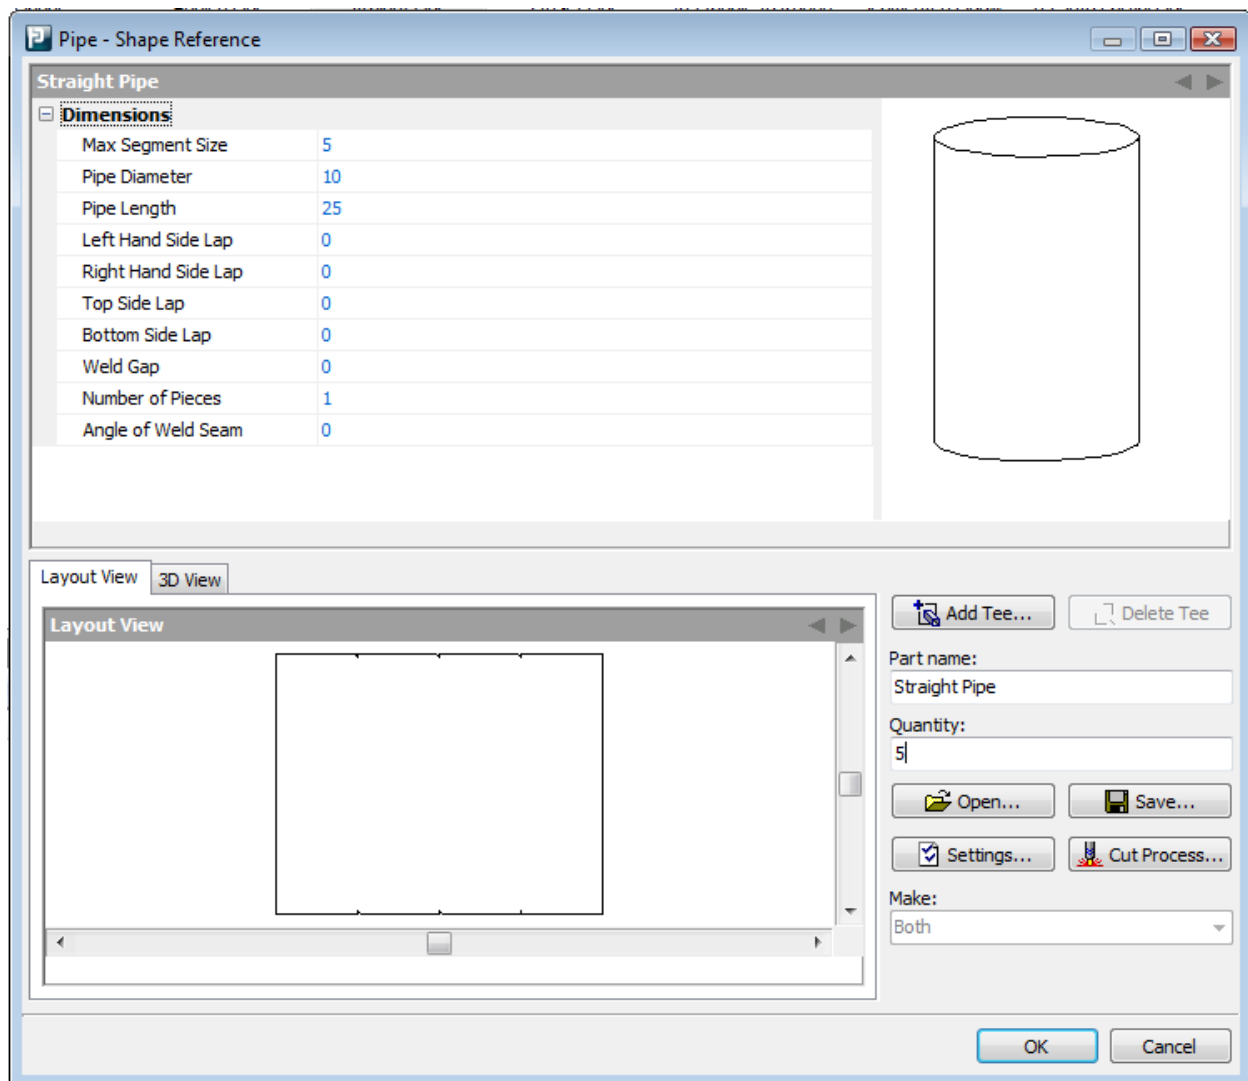 Pipe - Shape Reference
Straight Pipe
Dimensions
Max Segment Size 5
Pipe Diameter 10
Pipe Length 25
Left Hand Side Lap 0
Right Hand Side Lap 0
Top Side Lap 0
Bottom Side Lap 0
Weld Gap 0
Number of Pieces 1
Angle of Weld Seam 0
Layout View 3D View
Layout View
Add Tee... Delete Tee
Part name:
Straight Pipe
Quantity:
5
Open... Save...
Settings... Cut Process...
Make:
Both
OK Cancel